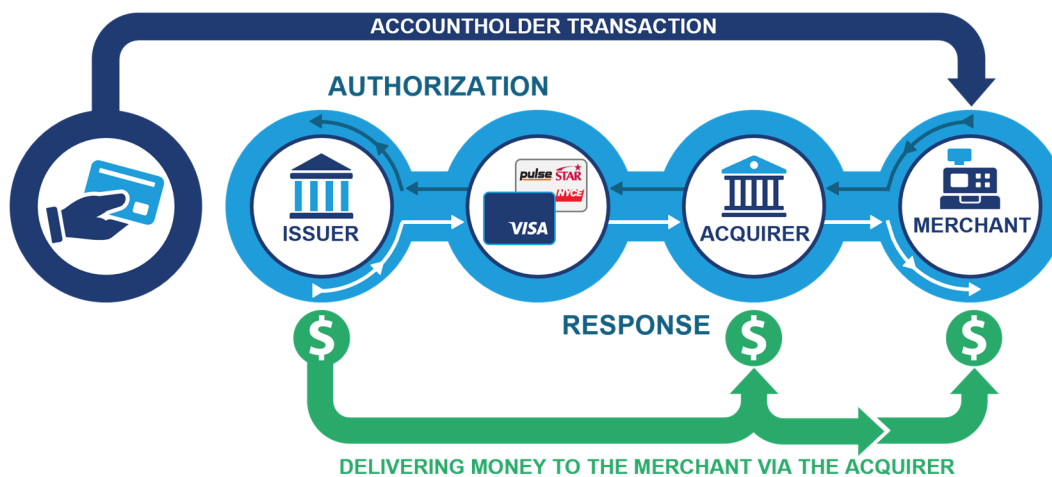 ACCOUNTHOLDER TRANSACTION
AUTHORIZATION
pulse STAR
NYCE
VISA
ISSUER
ACQUIRER
MERCHANT
RESPONSE
$ $ $
DELIVERING MONEY TO THE MERCHANT VIA THE ACQUIRER